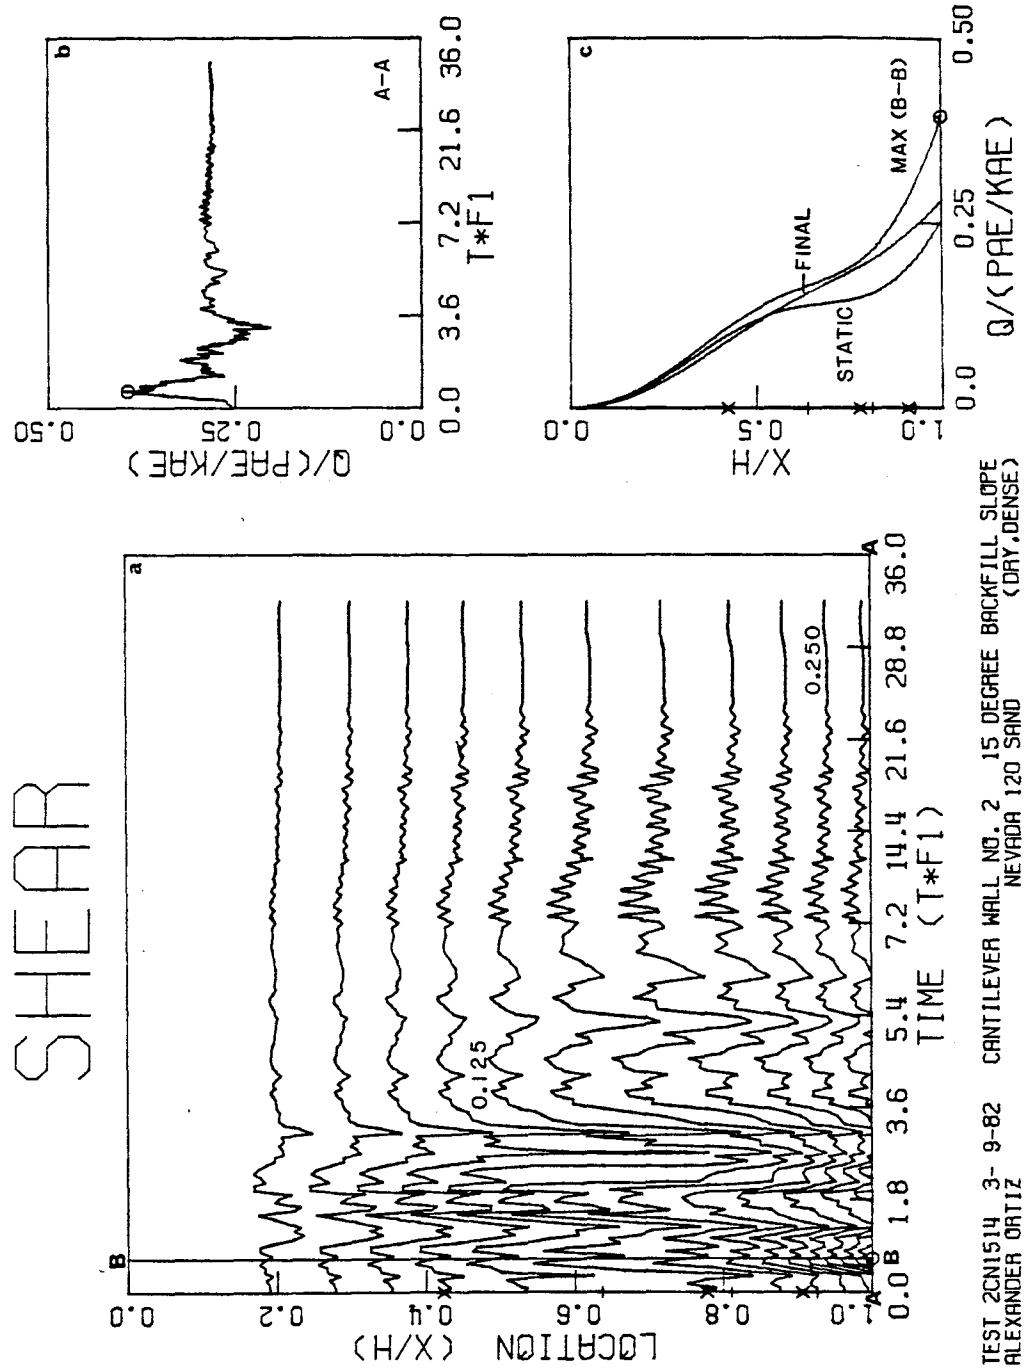 SHEAR
a
B
0.0
0.2
0.4
0.6
0.8
1.0
LOCATION (X/H)
0.125
0.250
A
B
A
0.0
1.8
3.6
5.4
7.2
14.4
21.6
28.8
36.0
TIME (T*F1)
b
0.50
0.25
0.0
Q/(PAE/KAE)
A-A
0.0
3.6
7.2
21.6
36.0
T*F1
c
0.0
0.5
1.0
X/H
STATIC
FINAL
MAX (B-B)
0.0
0.25
0.50
Q/(PAE/KAE)
TEST 2CN1514 3- 9-82 CANTILEVER WALL NO. 2 15 DEGREE BACKFILL SLOPE
ALEXANDER ORTIZ NEVADA 120 SAND (DRY,DENSE)